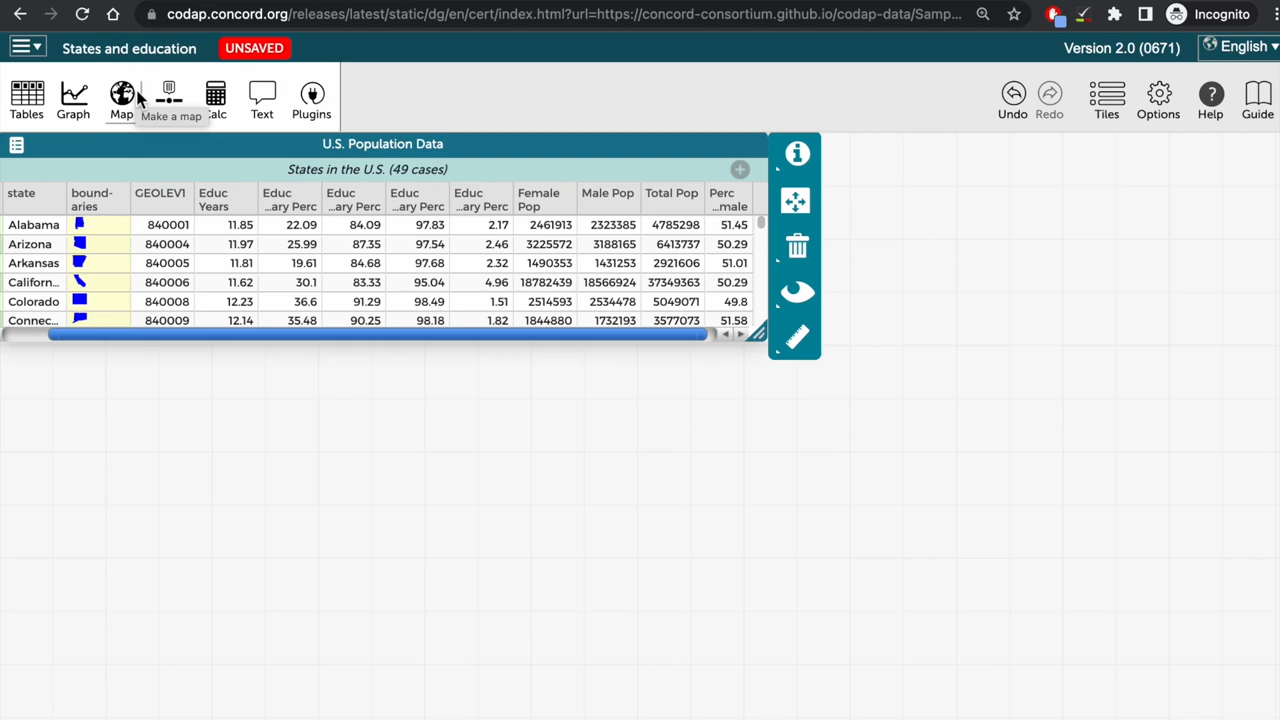 codap.concord.org/releases/latest/static/dg/en/cert/index.html?url=https://concord-consortium.github.io/codap-data/Samp...
Incognito
States and education UNSAVED Version 2.0 (0671) English
Tables Graph Map Calc Text Plugins Undo Redo Tiles Options Help Guide
Make a map
U.S. Population Data
States in the U.S. (49 cases)
state bound- GEOLEV1 Educ Educ Educ Educ Educ Female Male Pop Total Pop Perc
aries Years ...ary Perc ...ary Perc ...ary Perc ...ary Perc Pop ...male
Alabama 840001 11.85 22.09 84.09 97.83 2.17 2461913 2323385 4785298 51.45
Arizona 840004 11.97 25.99 87.35 97.54 2.46 3225572 3188165 6413737 50.29
Arkansas 840005 11.81 19.61 84.68 97.68 2.32 1490353 1431253 2921606 51.01
Californ... 840006 11.62 30.1 83.33 95.04 4.96 18782439 18566924 37349363 50.29
Colorado 840008 12.23 36.6 91.29 98.49 1.51 2514593 2534478 5049071 49.8
Connec... 840009 12.14 35.48 90.25 98.18 1.82 1844880 1732193 3577073 51.58